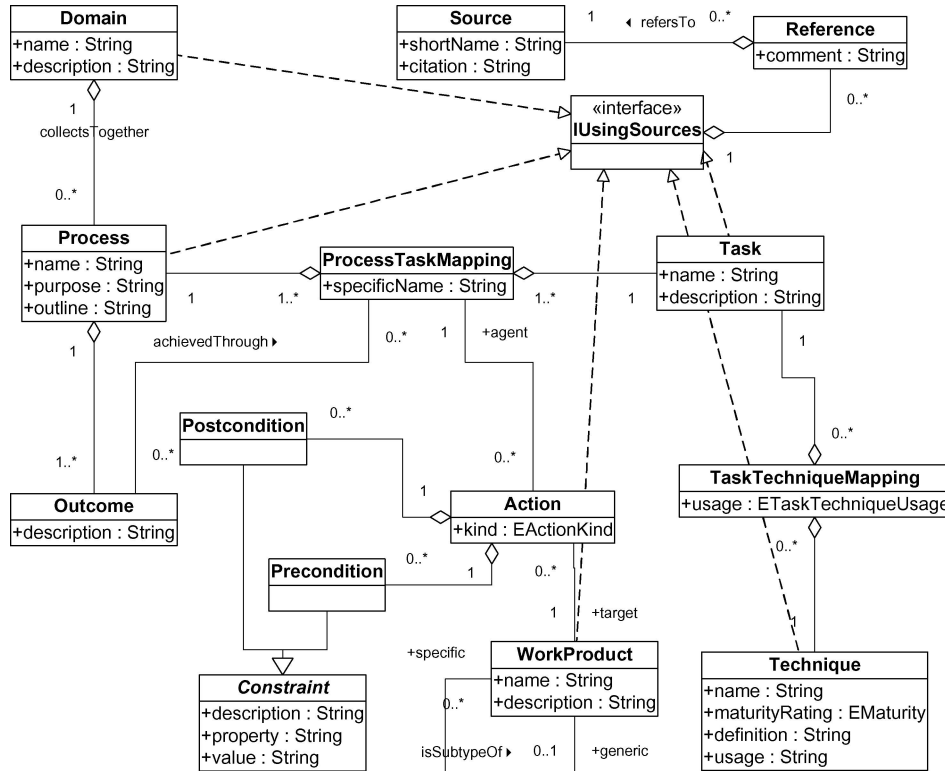 Domain
+name : String
+description : String
Source
+shortName : String
+citation : String
1
refersTo
0..*
Reference
+comment : String
0..*
«interface»
IUsingSources
1
1
collectsTogether
0..*
Process
+name : String
+purpose : String
+outline : String
1
1..*
ProcessTaskMapping
+specificName : String
1..*
1
Task
+name : String
+description : String
1
achievedThrough
0..*
1
+agent
1
Postcondition
0..*
0..*
0..*
1..*
0..*
Outcome
+description : String
1
Action
+kind : EActionKind
TaskTechniqueMapping
+usage : ETaskTechniqueUsage
Precondition
0..*
1
0..*
0..*
1
+target
1
+specific
WorkProduct
+name : String
+description : String
0..*
Technique
+name : String
+maturityRating : EMaturity
+definition : String
+usage : String
Constraint
+description : String
+property : String
+value : String
isSubtypeOf
0..1
+generic